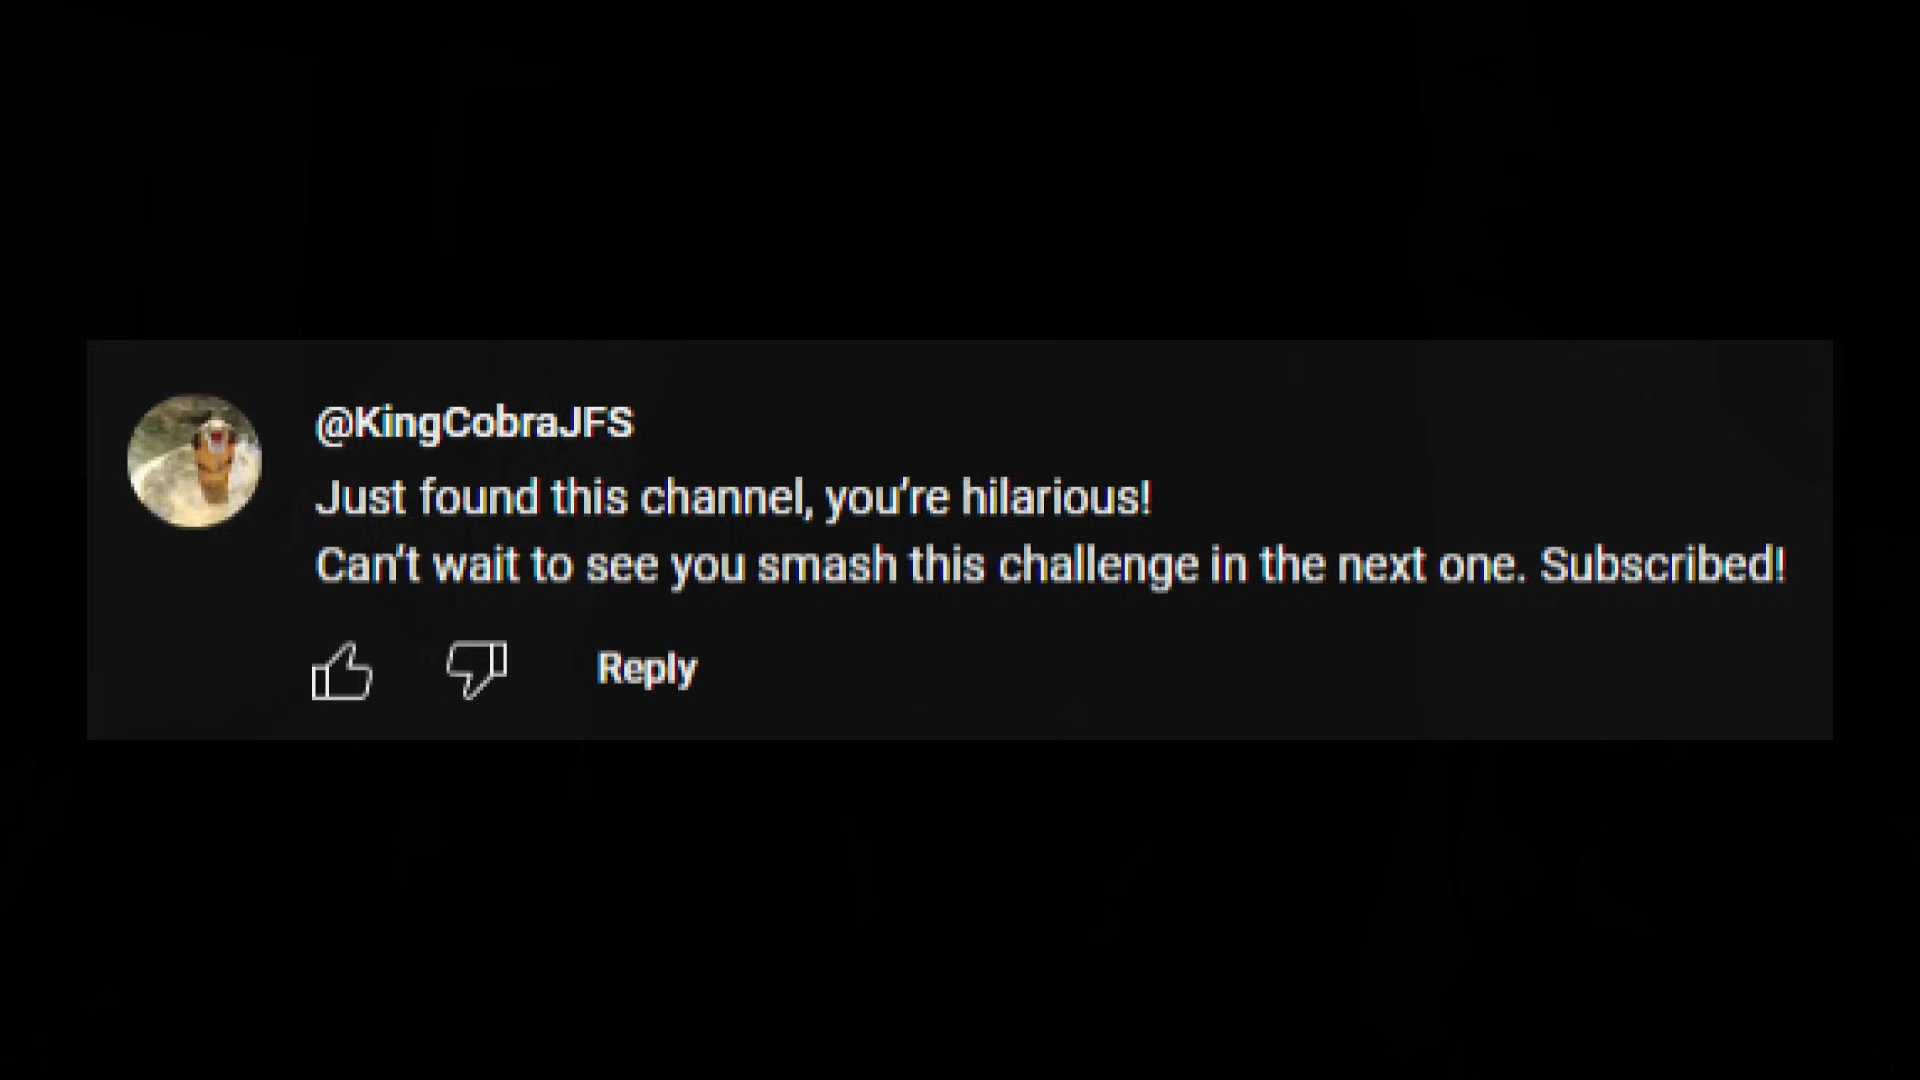 @KingCobraJFS
Just found this channel, you're hilarious!
Can't wait to see you smash this challenge in the next one. Subscribed!
Reply